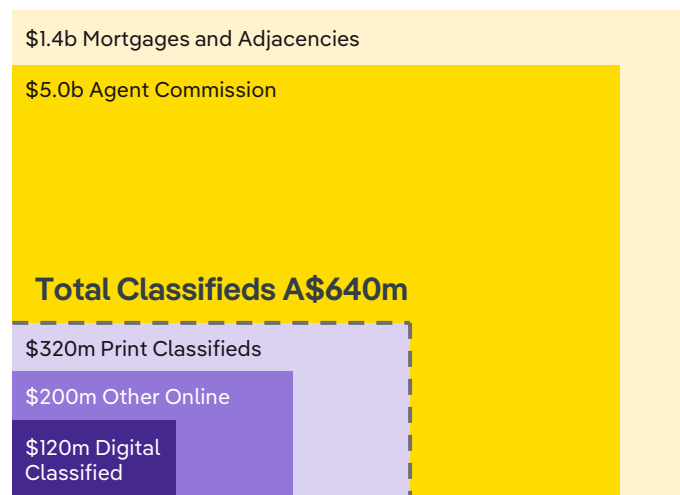 $1.4b Mortgages and Adjacencies
$5.0b Agent Commission
Total Classifieds A$640m
$320m Print Classifieds
$200m Other Online
$120m Digital
Classified